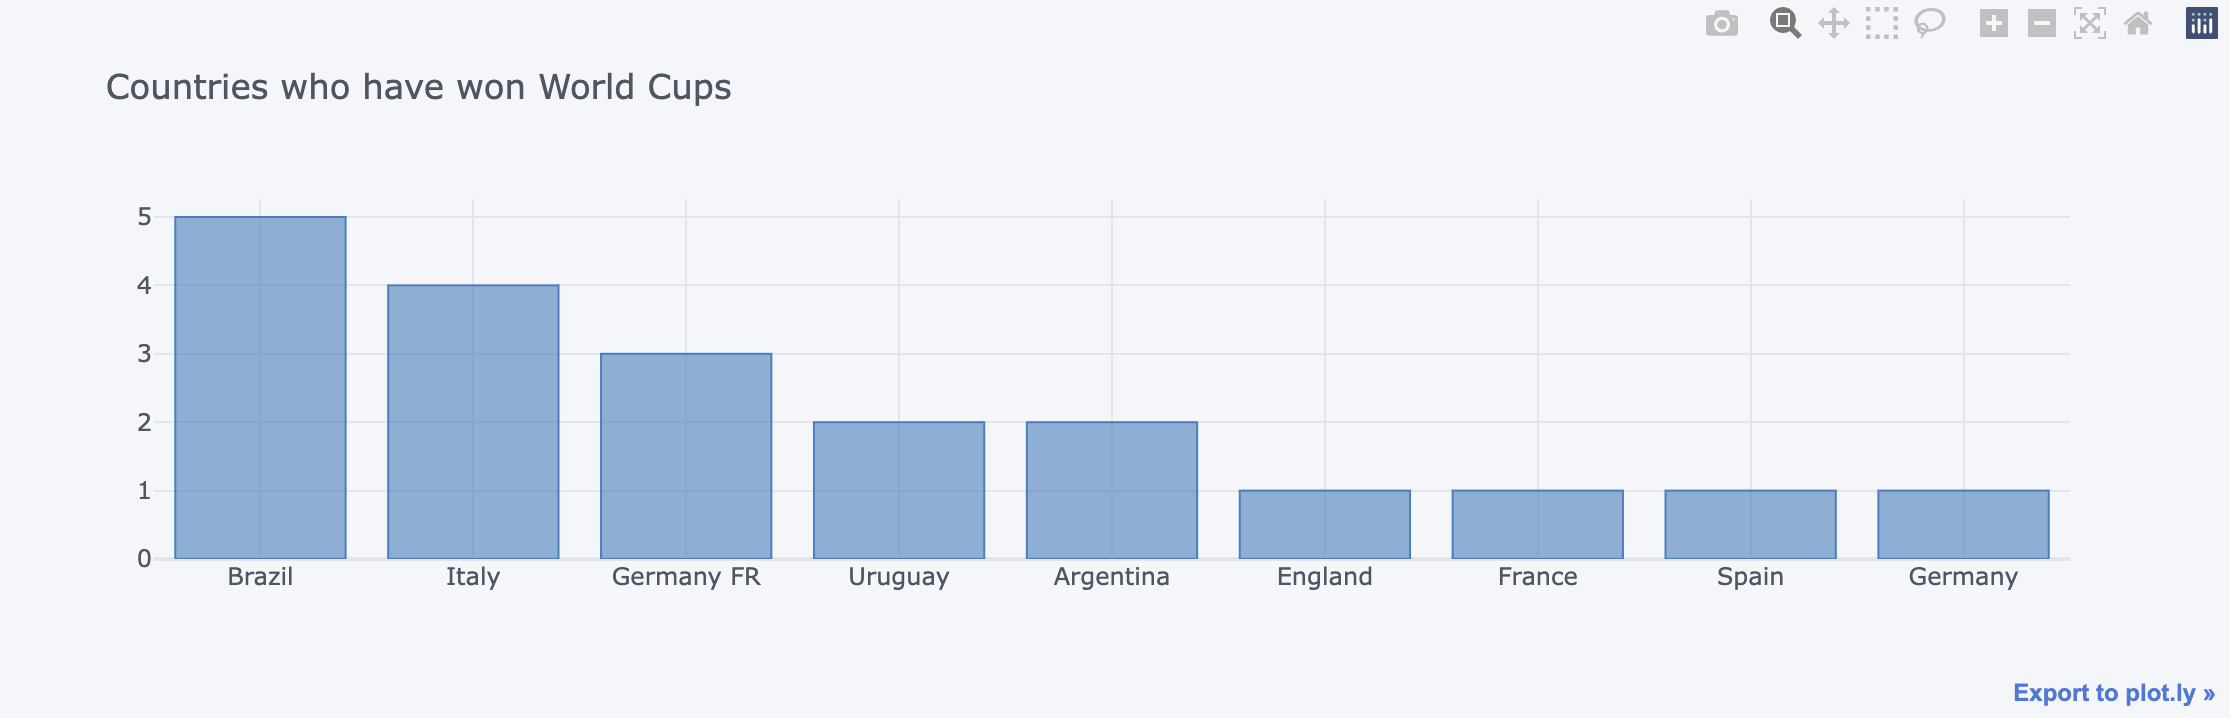 Countries who have won World Cups
5
4
3
2
1
0
Brazil Italy Germany FR Uruguay Argentina England France Spain Germany
Export to plot.ly »